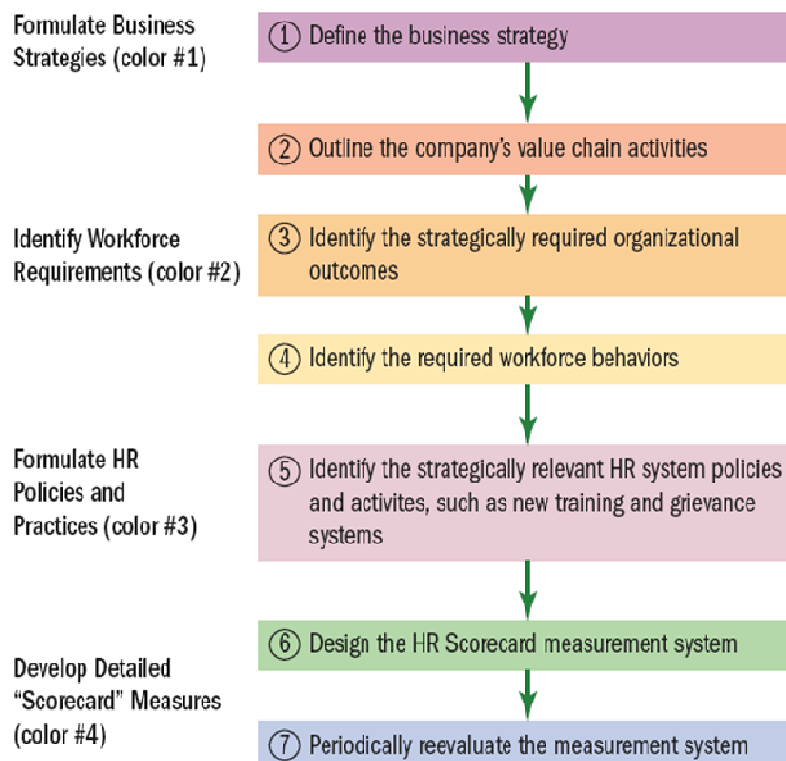 Formulate Business
Strategies (color #1)
① Define the business strategy
② Outline the company's value chain activities
Identify Workforce
Requirements (color #2)
③ Identify the strategically required organizational
outcomes
④ Identify the required workforce behaviors
Formulate HR
Policies and
Practices (color #3)
⑤ Identify the strategically relevant HR system policies
and activites, such as new training and grievance
systems
⑥ Design the HR Scorecard measurement system
Develop Detailed
“Scorecard” Measures
(color #4)
⑦ Periodically reevaluate the measurement system